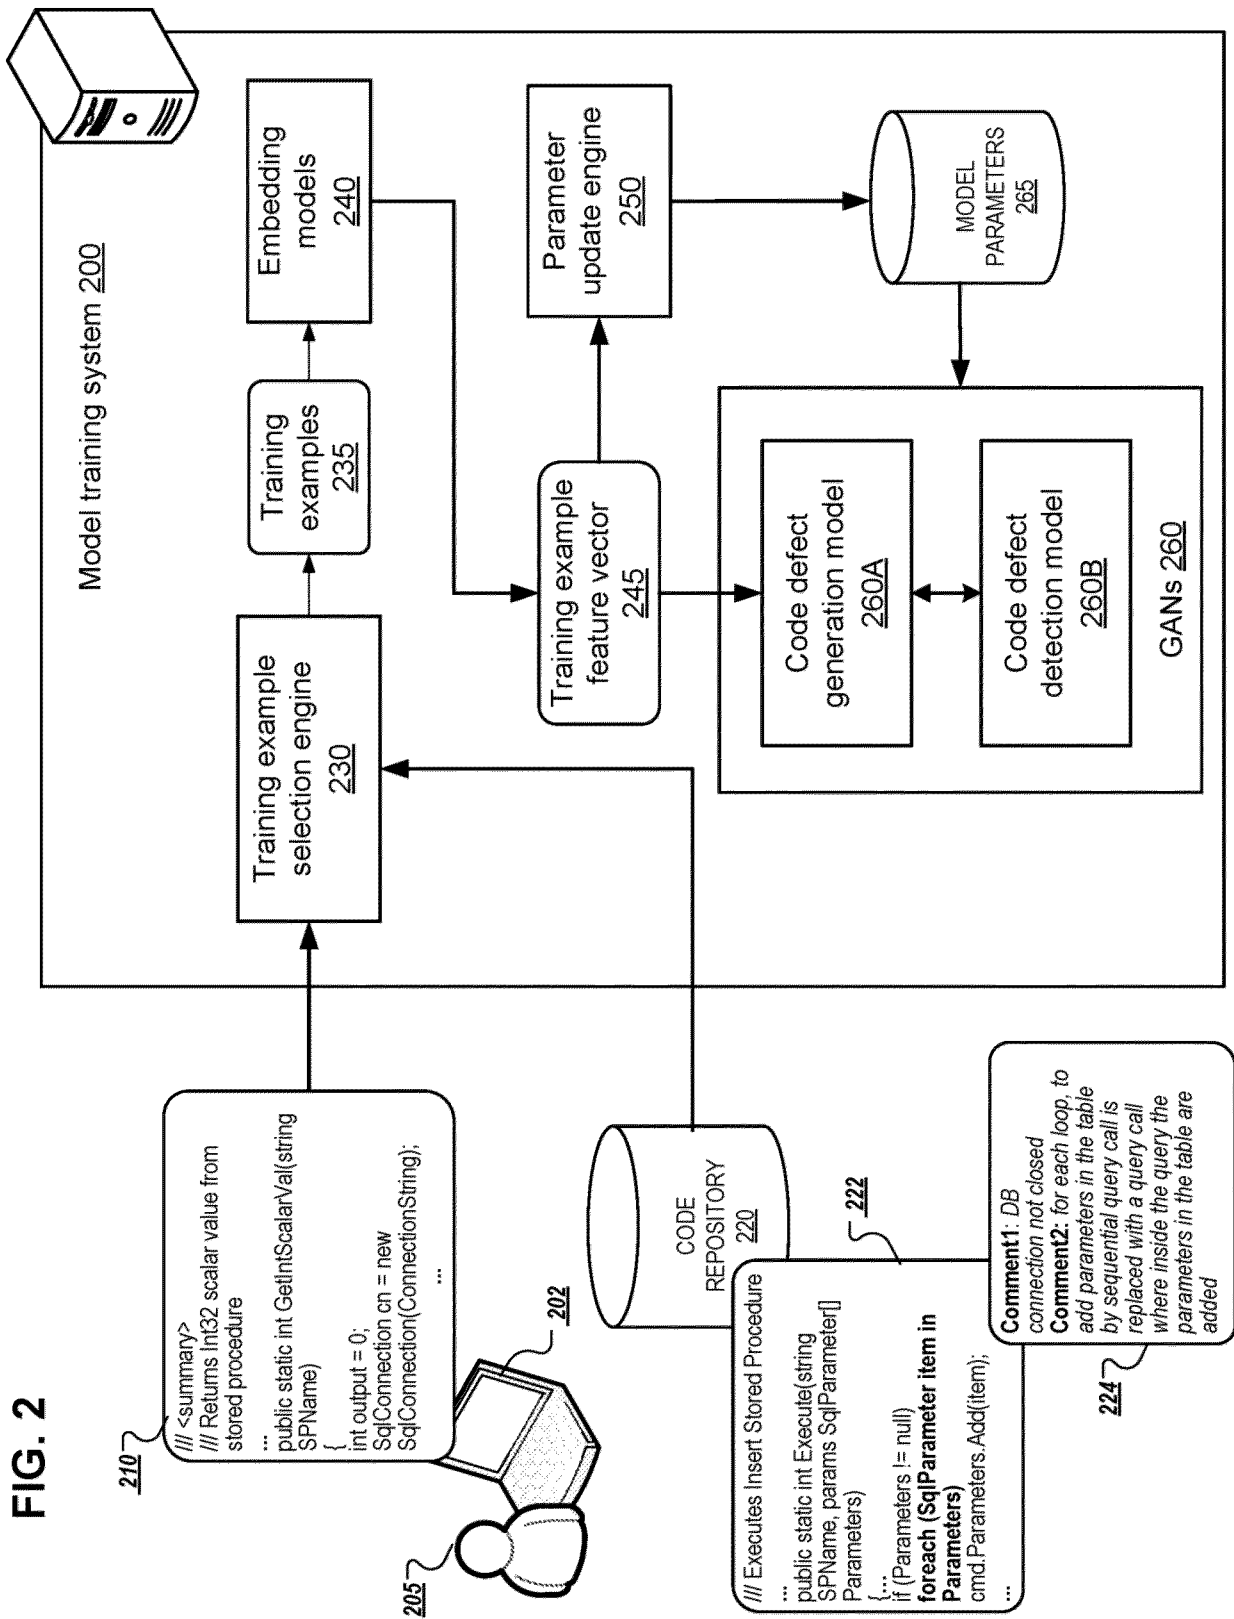 FIG. 2
210
/// <summary>
/// Returns Int32 scalar value from
stored procedure
...
public static int GetIntScalarVal(string
SPName)
{
int output = 0;
SqlConnection cn = new
SqlConnection(ConnectionString);
...
205
202
CODE
REPOSITORY
220
/// Executes Insert Stored Procedure
...
public static int Execute(string
SPName, params SqlParameter[]
Parameters)
{...
if (Parameters != null)
foreach (SqlParameter item in
Parameters)
cmd.Parameters.Add(item);
...
222
Comment1: DB
connection not closed
Comment2: for each loop, to
add parameters in the table
by sequential query call is
replaced with a query call
where inside the query the
parameters in the table are
added
224
Model training system 200
Training example
selection engine
230
Training
examples
235
Embedding
models
240
Training example
feature vector
245
Parameter
update engine
250
Code defect
generation model
260A
Code defect
detection model
260B
GANs 260
MODEL
PARAMETERS
265